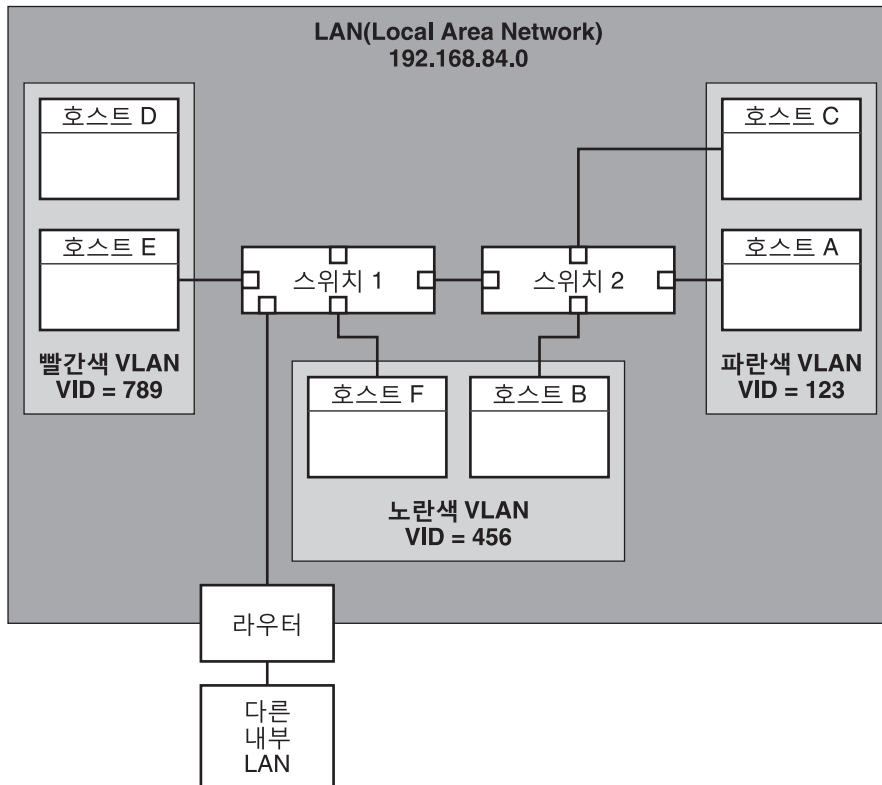 LAN(Local Area Network)
192.168.84.0
호스트 D
호스트 C
호스트 E
스위치 1
스위치 2
호스트 A
빨간색 VLAN
VID = 789
호스트 F
호스트 B
파란색 VLAN
VID = 123
노란색 VLAN
VID = 456
라우터
다른
내부
LAN